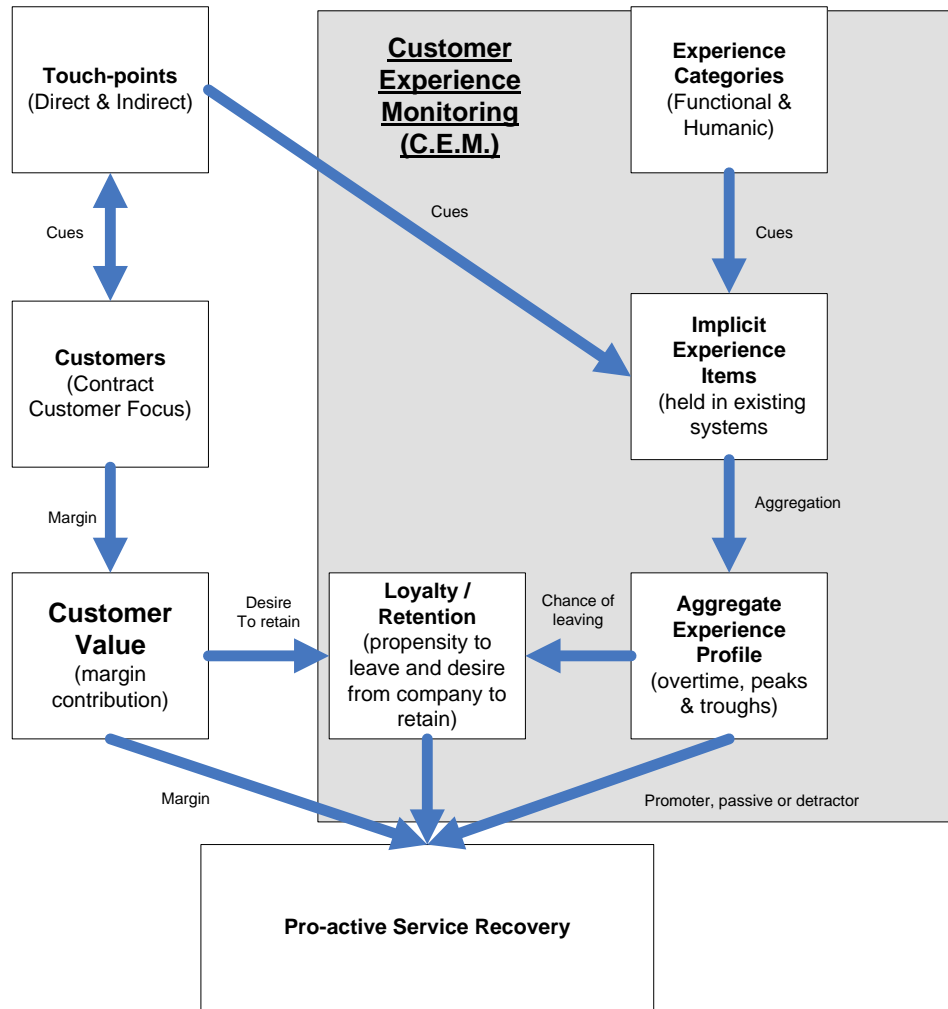 Touch-points
(Direct & Indirect)
Customer
Experience
Monitoring
(C.E.M.)
Experience
Categories
(Functional &
Humanic)
Cues
Cues
Cues
Customers
(Contract
Customer Focus)
Implicit
Experience
Items
(held in existing
systems
Margin
Aggregation
Customer
Value
(margin
contribution)
Desire
To retain
Loyalty /
Retention
(propensity to
leave and desire
from company to
retain)
Chance of
leaving
Aggregate
Experience
Profile
(overtime, peaks
& troughs)
Margin
Promoter, passive or detractor
Pro-active Service Recovery